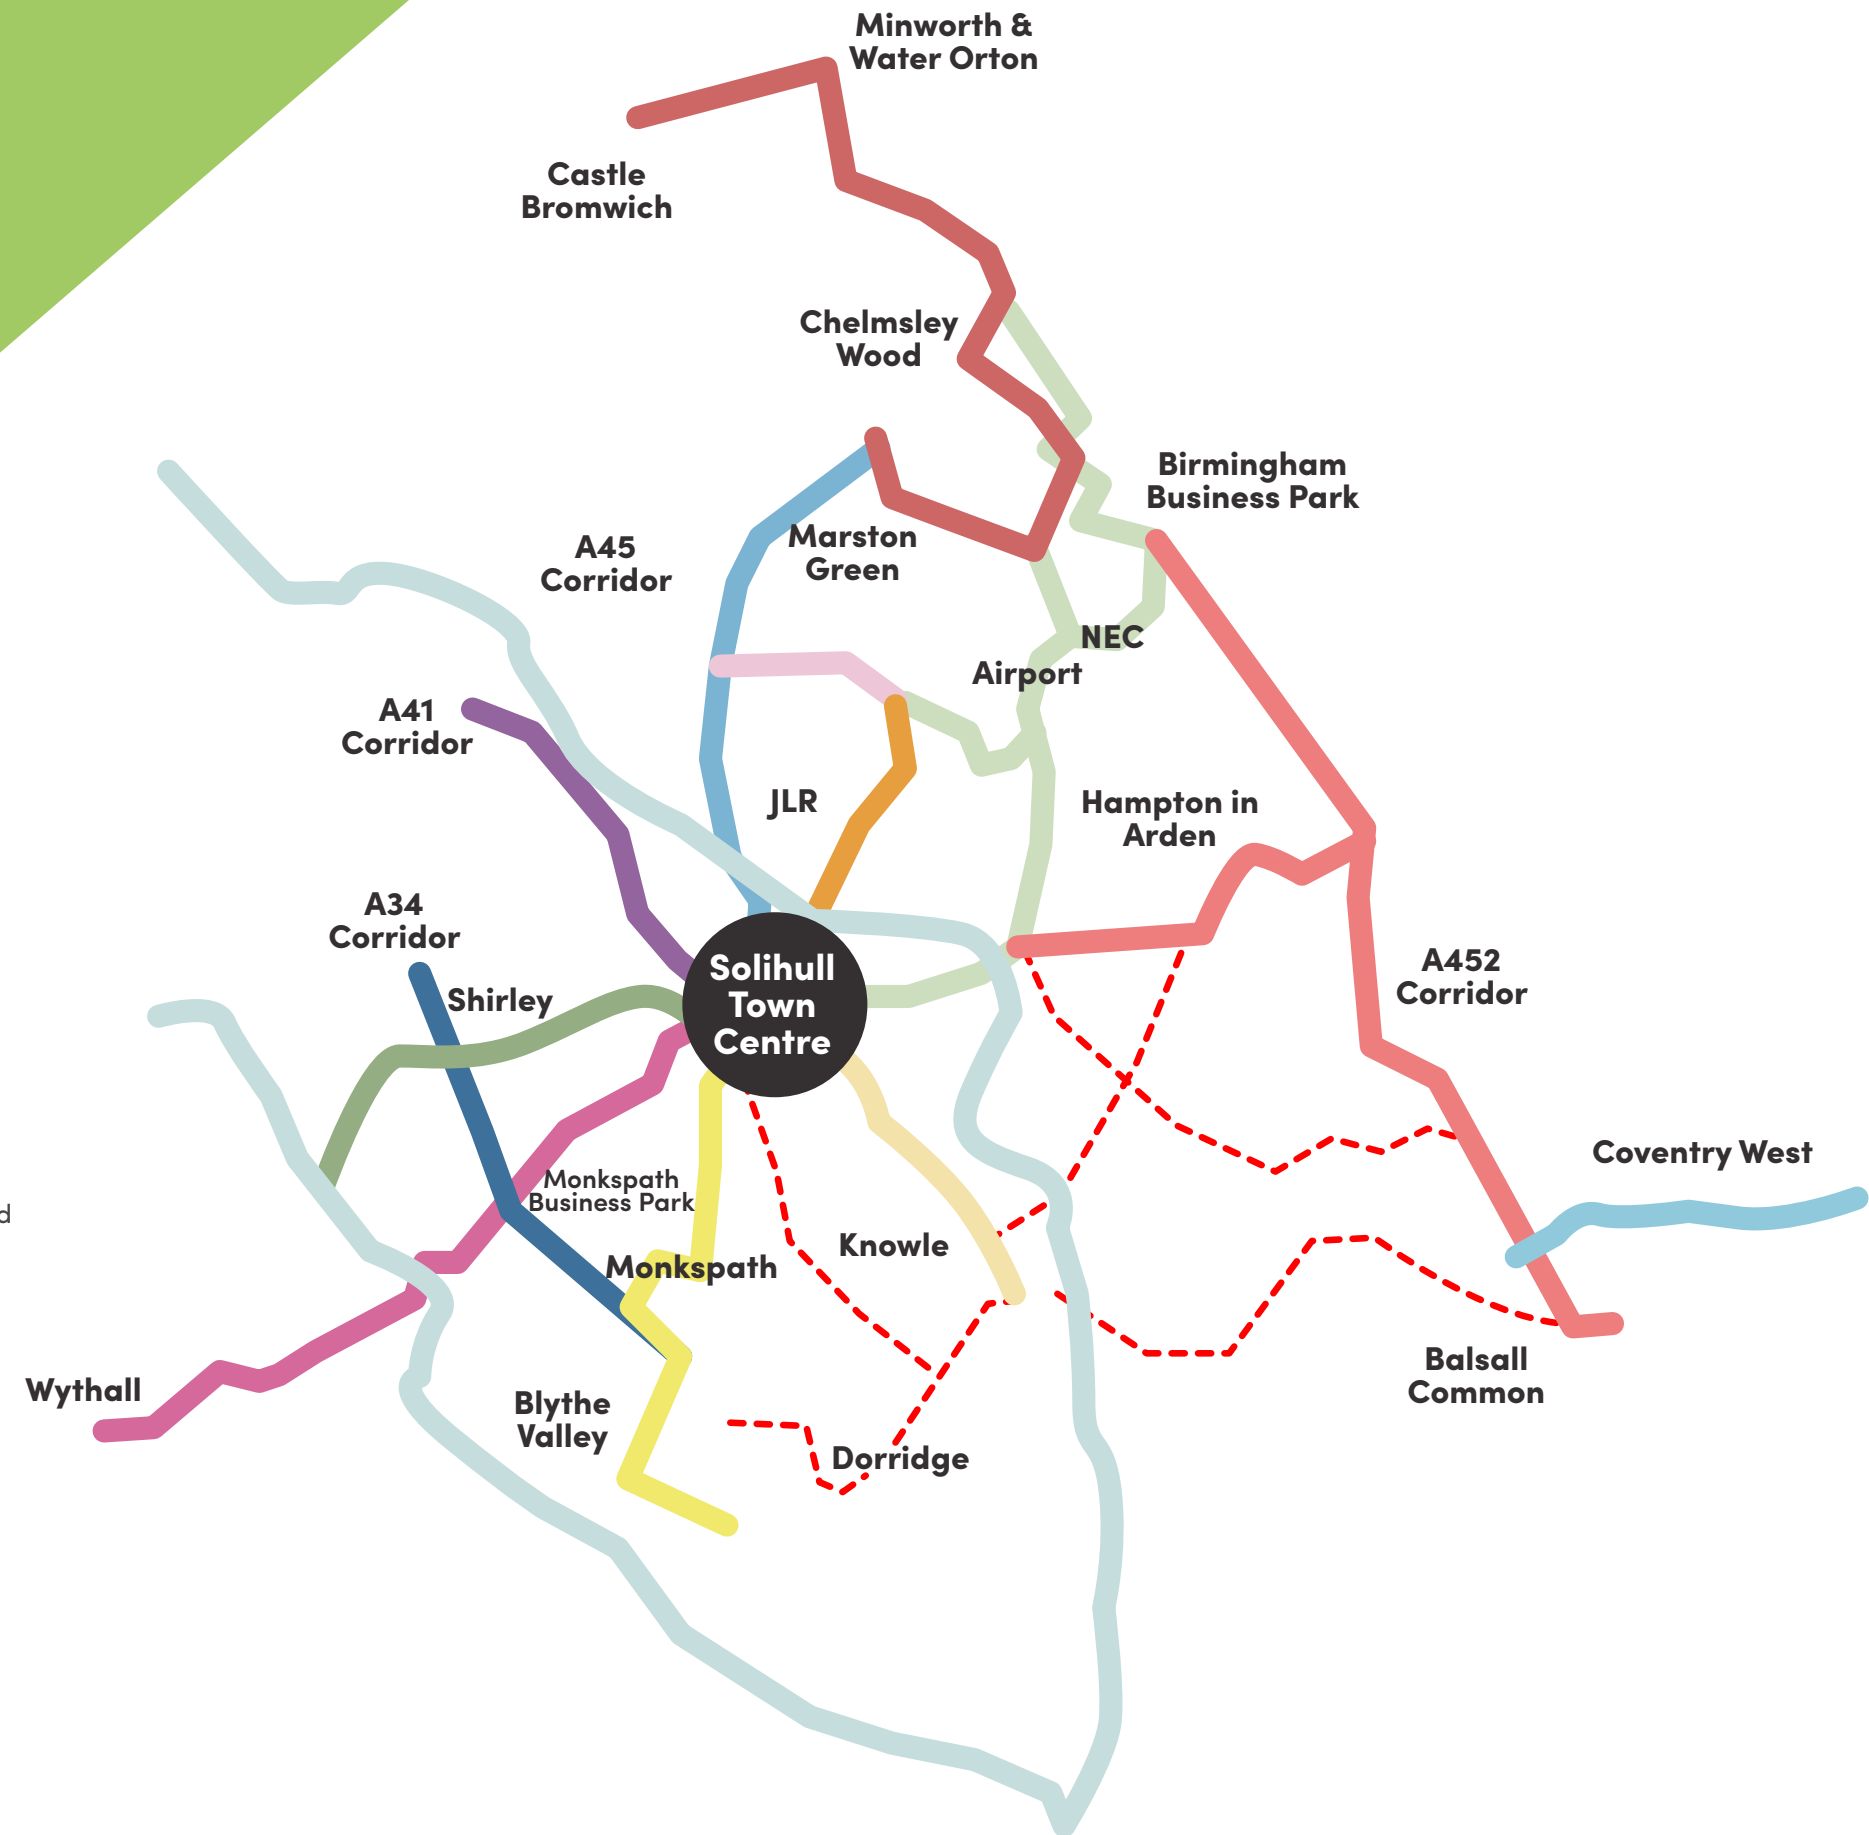 Minworth &
Water Orton
Castle
Bromwich
Chelmsley
Wood
Birmingham
Business Park
A45
Corridor
Marston
Green
NEC
Airport
A41
Corridor
JLR
Hampton in
Arden
A34
Corridor
Solihull
Town
Centre
A452
Corridor
Shirley
Coventry West
Monkspath
Business Park
d
Knowle
Monkspath
Balsall
Common
Wythall
Blythe
Valley
Dorridge